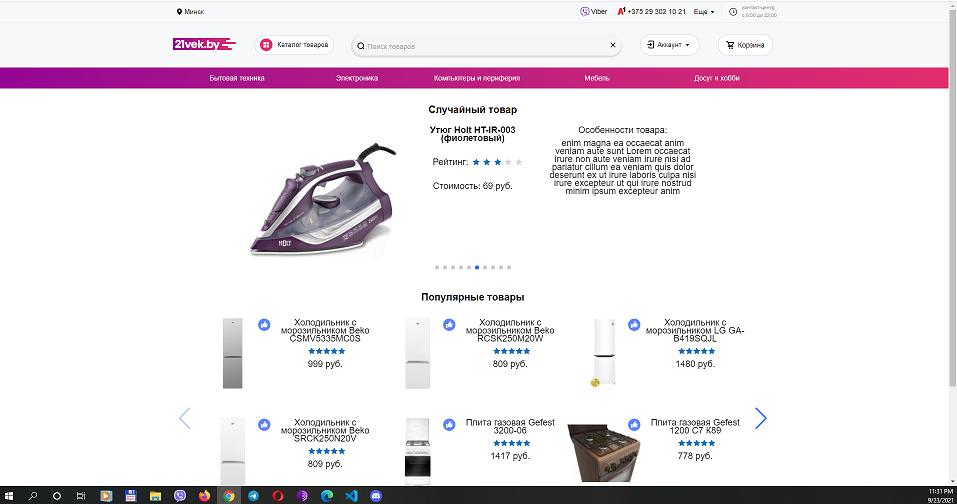 Минск
Viber
A1 +375 29 302 10 21
Еще
контакт-центр
с 8:00 до 22:00
21vek.by
Каталог товаров
Поиск товаров
Аккаунт
Корзина
Бытовая техника
Электроника
Компьютеры и периферия
Мебель
Досуг и хобби
Случайный товар
Утюг Holt HT-IR-003
(фиолетовый)
Рейтинг:
Стоимость: 69 руб.
Особенности товара:
enim magna ea occaecat anim
veniam aute sunt Lorem occaecat
irure non aute veniam irure nisi ad
pariatur cillum ea veniam quis dolor
deserunt ex ut irure laboris culpa nisi
irure excepteur ut qui irure nostrud
minim ipsum excepteur anim
HOLT
Популярные товары
Холодильник с
морозильником Beko
CSMV5335MC0S
999 руб.
Холодильник с
морозильником Beko
RCSK250M20W
809 руб.
Холодильник с
морозильником LG GA-
B419SQJL
1480 руб.
Холодильник с
морозильником Beko
SRCK250N20V
809 руб.
Плита газовая Gefest
3200-06
1417 руб.
Плита газовая Gefest
1200 С7 К89
778 руб.
11:31 PM
9/23/2021